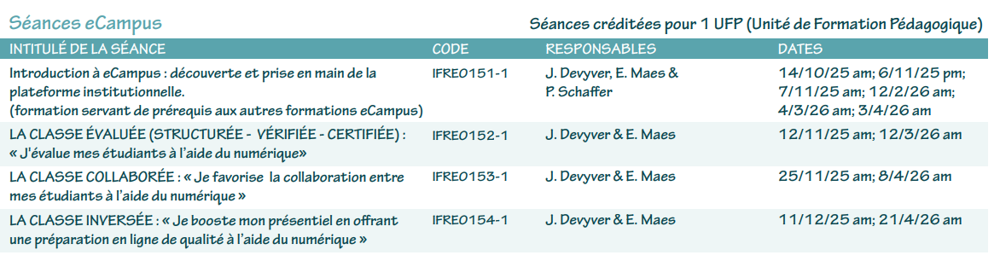 Séances eCampus
Séances créditées pour 1 UFP (Unité de Formation Pédagogique)
INTITULÉ DE LA SÉANCE CODE RESPONSABLES DATES
Introduction à eCampus : découverte et prise en main de la IFRE0151-1 J. Devyver, E. Maes & 14/10/25 am; 6/11/25 pm;
plateforme institutionnelle. P. Schaffer 7/11/25 am; 12/2/26 am;
(formation servant de prérequis aux autres formations eCampus) 4/3/26 am; 3/4/26 am
LA CLASSE ÉVALUÉE (STRUCTURÉE - VÉRIFIÉE - CERTIFIÉE) : IFRE0152-1 J. Devyver & E. Maes 12/11/25 am; 12/3/26 am
« J'évalue mes étudiants à l'aide du numérique»
LA CLASSE COLLABORÉE : « Je favorise la collaboration entre IFRE0153-1 J. Devyver & E. Maes 25/11/25 am; 8/4/26 am
mes étudiants à l'aide du numérique »
LA CLASSE INVERSÉE : « Je booste mon présentiel en offrant IFRE0154-1 J. Devyver & E. Maes 11/12/25 am; 21/4/26 am
une préparation en ligne de qualité à l'aide du numérique »